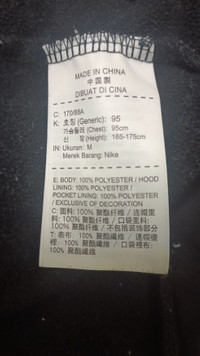 MADE IN CHINA
中国製
DIBUAT DI CINA
C: 170/88A
K: 호칭 (Generic): 95
가슴둘레 (Chest): 95cm
신 장 (Height): 165-175cm
IN: Ukuran: M
Merek Barang: Nike
E: BODY: 100% POLYESTER / HOOD
LINING: 100% POLYESTER /
POCKET LINING: 100% POLYESTER
/ EXCLUSIVE OF DECORATION
C: 面料: 100% 聚酯纤维 / 连帽里
料: 100% 聚酯纤维 / 口袋里料:
100% 聚酯纤维 / 不包括装饰部分
T: 表布: 100% 聚酯纖維 / 連帽裡
裡: 100% 聚酯纖維 / 口袋裡布:
100% 聚酯纖維